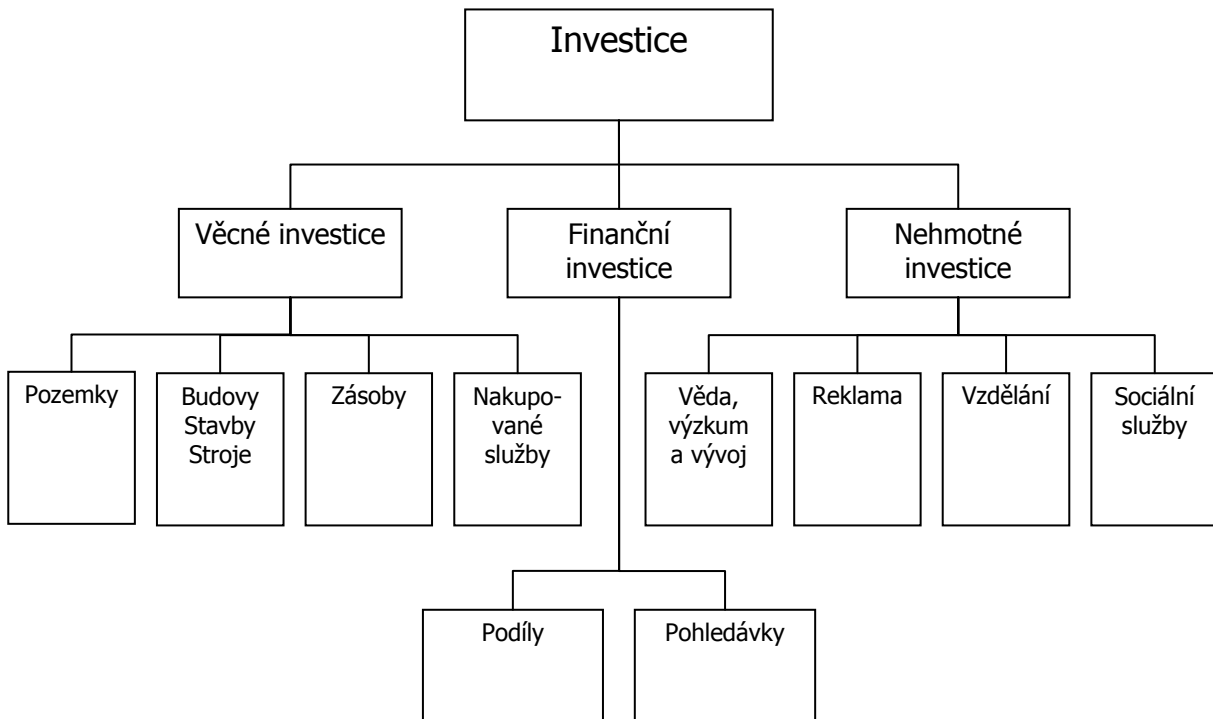 Investice
Věcné investice
Finanční
investice
Nehmotné
investice
Pozemky
Budovy
Stavby
Stroje
Zásoby
Nakupo-
vané
služby
Věda,
výzkum
a vývoj
Reklama
Vzdělání
Sociální
služby
Podíly
Pohledávky